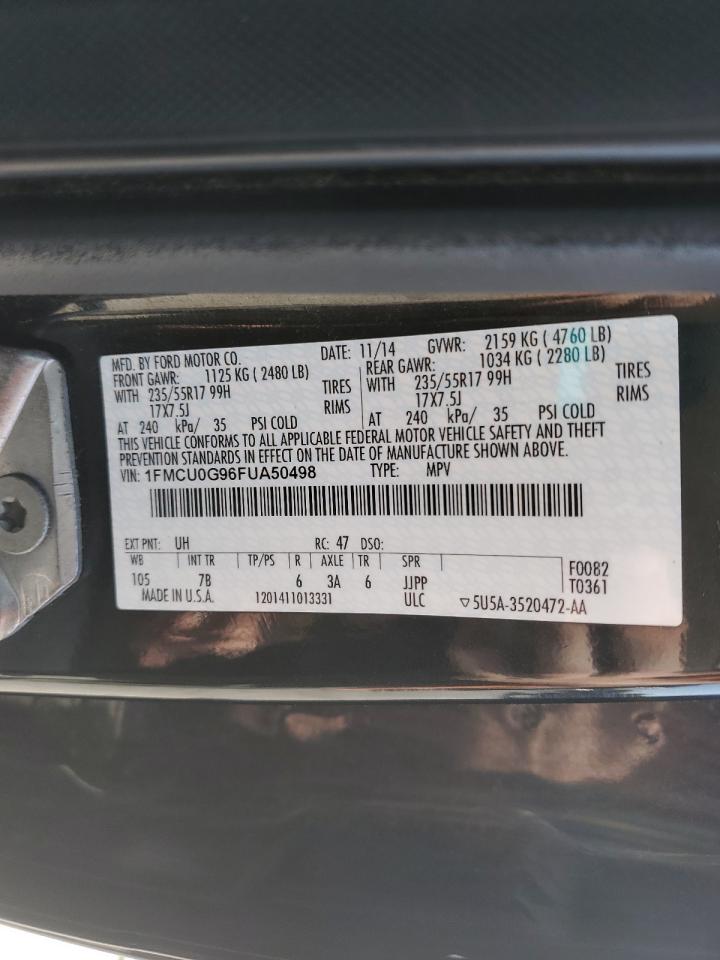 MFD. BY FORD MOTOR CO. DATE: 11/14 GVWR: 2159 KG ( 4760 LB)
FRONT GAWR: 1125 KG ( 2480 LB) REAR GAWR: 1034 KG ( 2280 LB)
WITH 235/55R17 99H TIRES WITH 235/55R17 99H TIRES
17X7.5J RIMS 17X7.5J RIMS
AT 240 kPa/ 35 PSI COLD AT 240 kPa/ 35 PSI COLD
THIS VEHICLE CONFORMS TO ALL APPLICABLE FEDERAL MOTOR VEHICLE SAFETY AND THEFT
PREVENTION STANDARDS IN EFFECT ON THE DATE OF MANUFACTURE SHOWN ABOVE.
VIN: 1FMCU0G96FUA50498 TYPE: MPV
EXT PNT: UH RC: 47 DSO:
WB INT TR TP/PS R AXLE TR SPR F0082
105 7B 6 3A 6 JJPP T0361
MADE IN U.S.A. 1201411013331 ULC ▽5U5A-3520472-AA